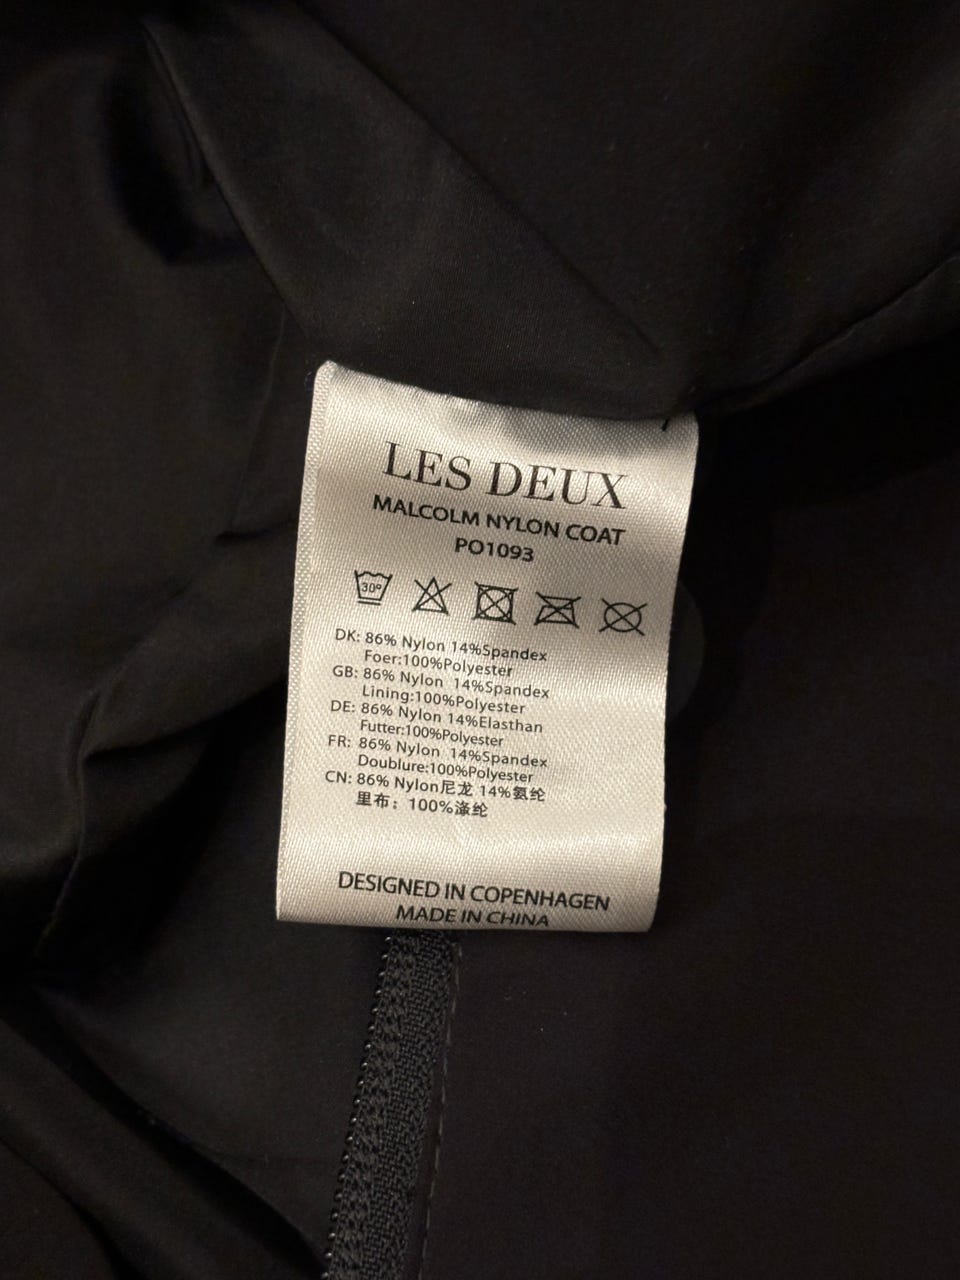 LES DEUX
MALCOLM NYLON COAT
PO1093
30°
DK: 86% Nylon 14%Spandex
Foer:100%Polyester
GB: 86% Nylon 14%Spandex
Lining:100%Polyester
DE: 86% Nylon 14%Elasthan
Futter:100%Polyester
FR: 86% Nylon 14%Spandex
Doublure:100%Polyester
CN: 86% Nylon尼龙 14%氨纶
里布：100%涤纶
DESIGNED IN COPENHAGEN
MADE IN CHINA